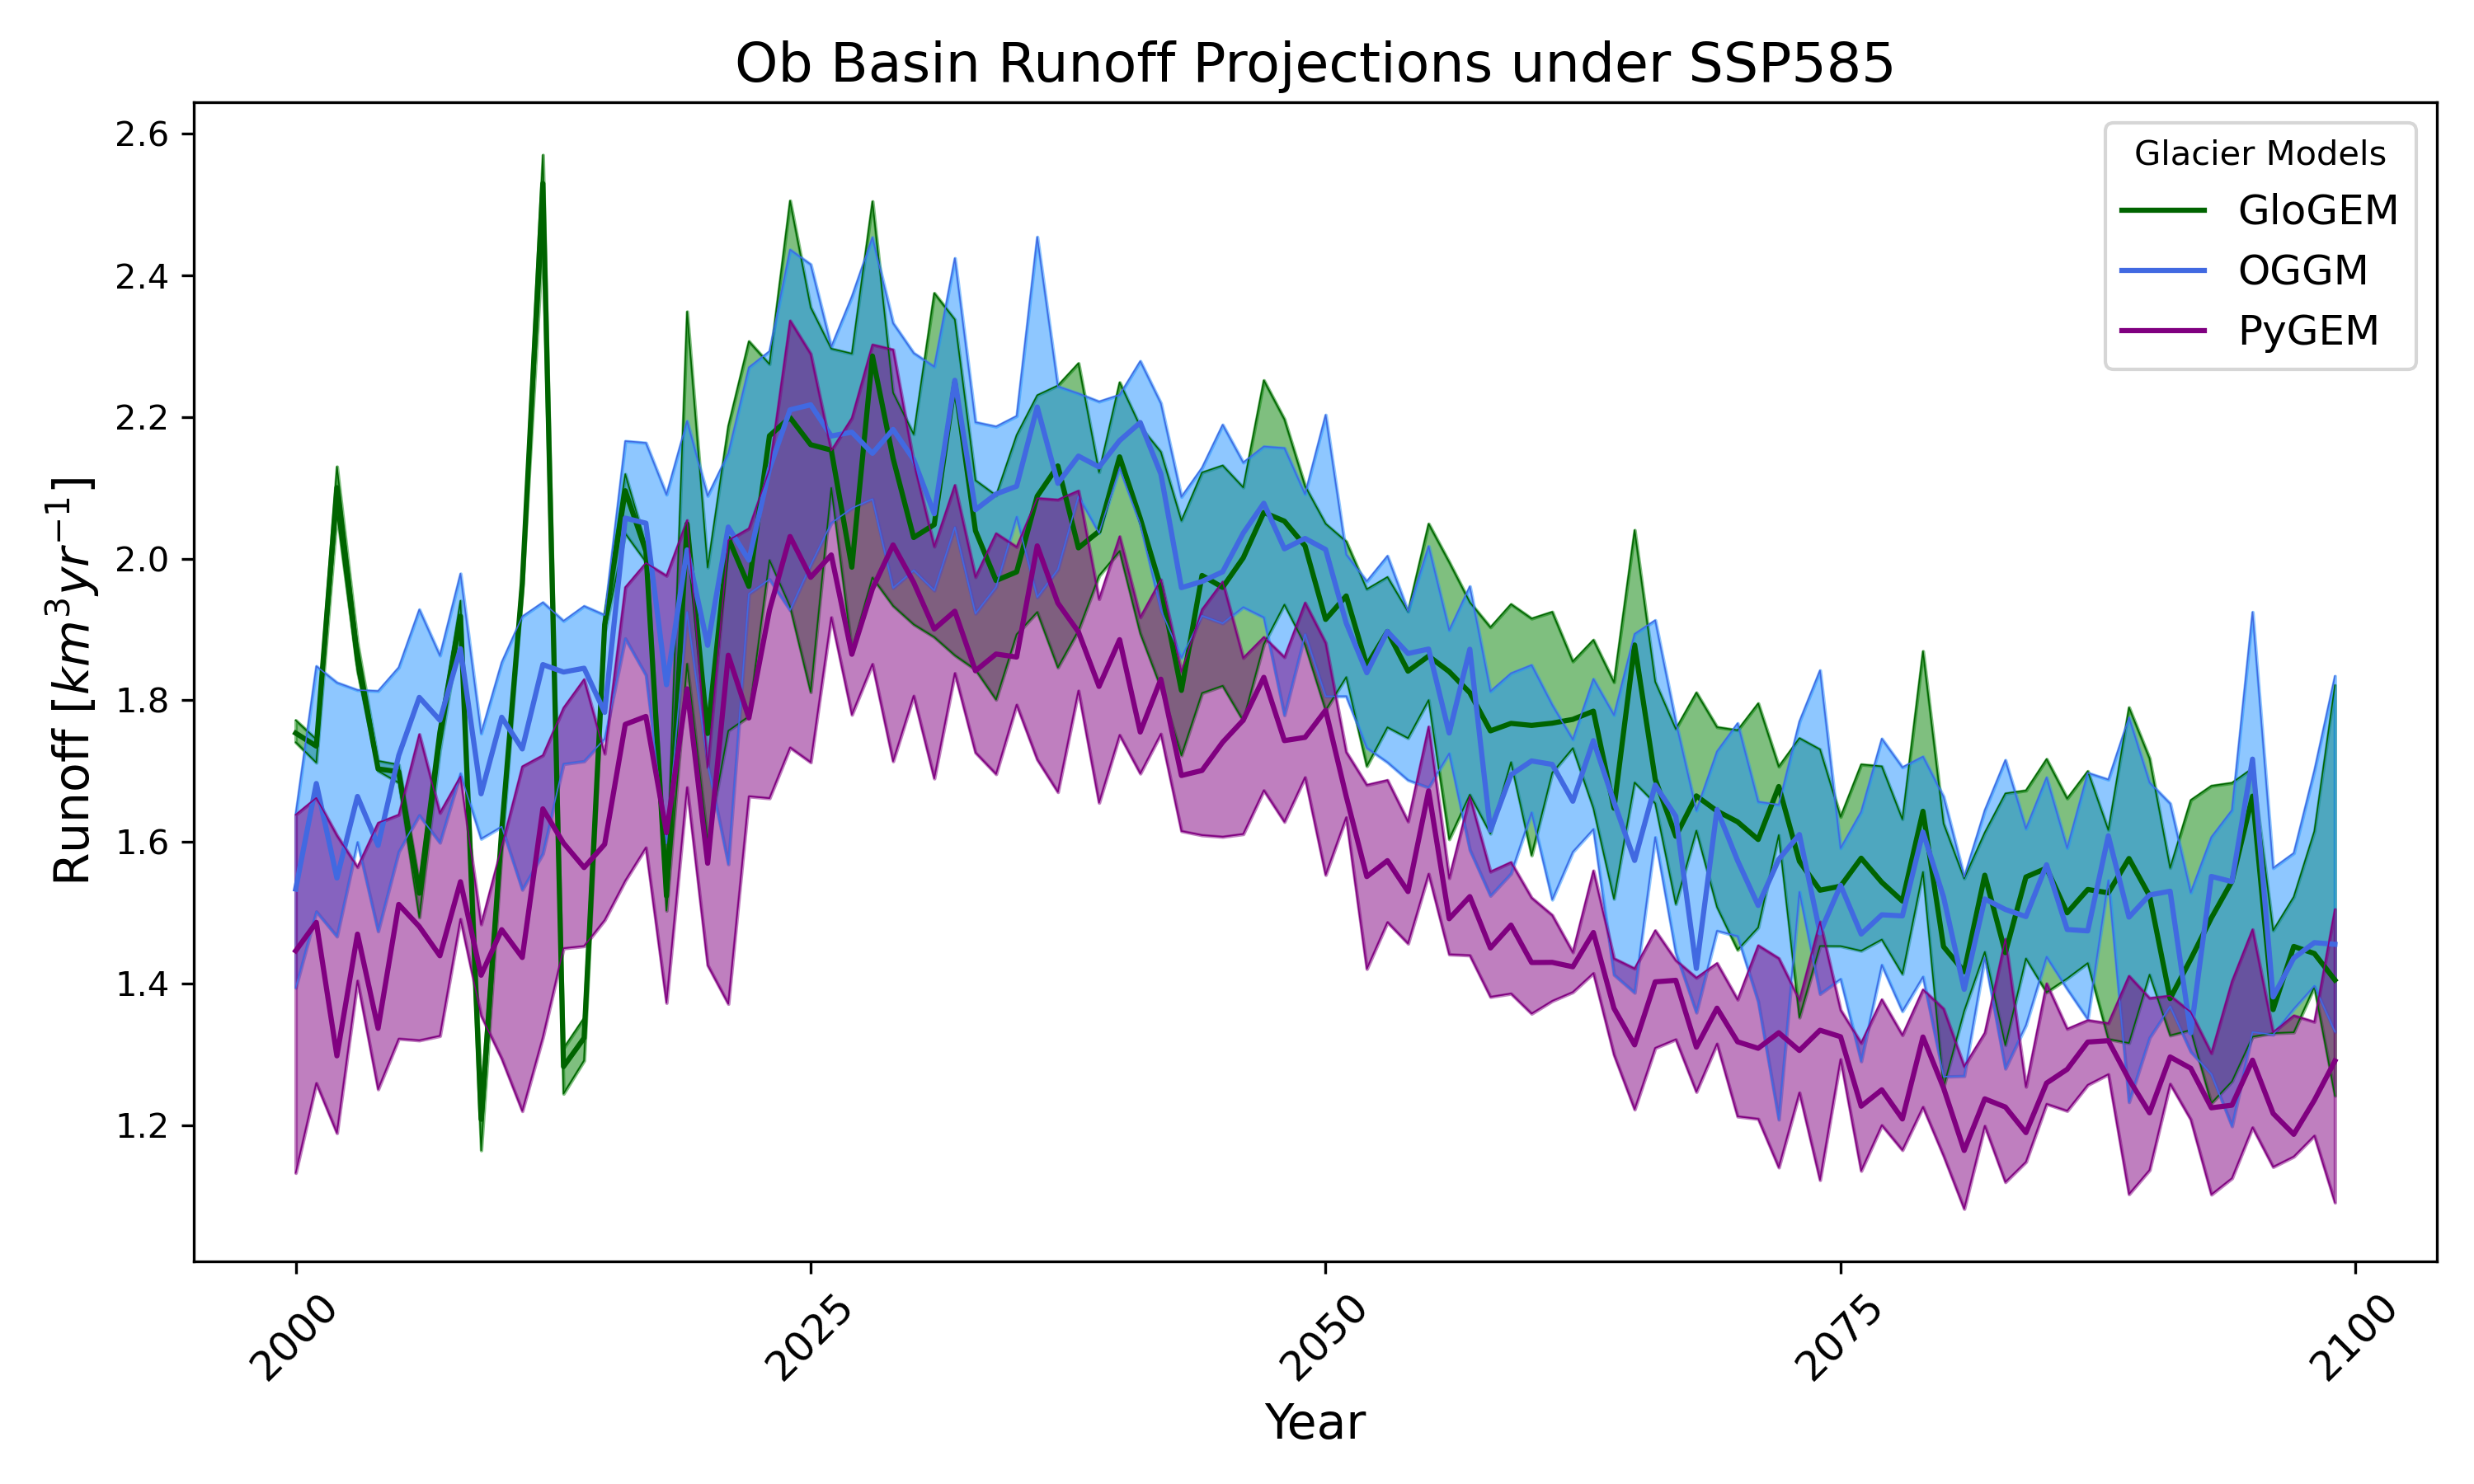 Ob Basin Runoff Projections under SSP585
Runoff [km³yr⁻¹]
2.6
2.4
2.2
2.0
1.8
1.6
1.4
1.2
Glacier Models
GloGEM
OGGM
PyGEM
2000
2025
2050
2075
2100
Year